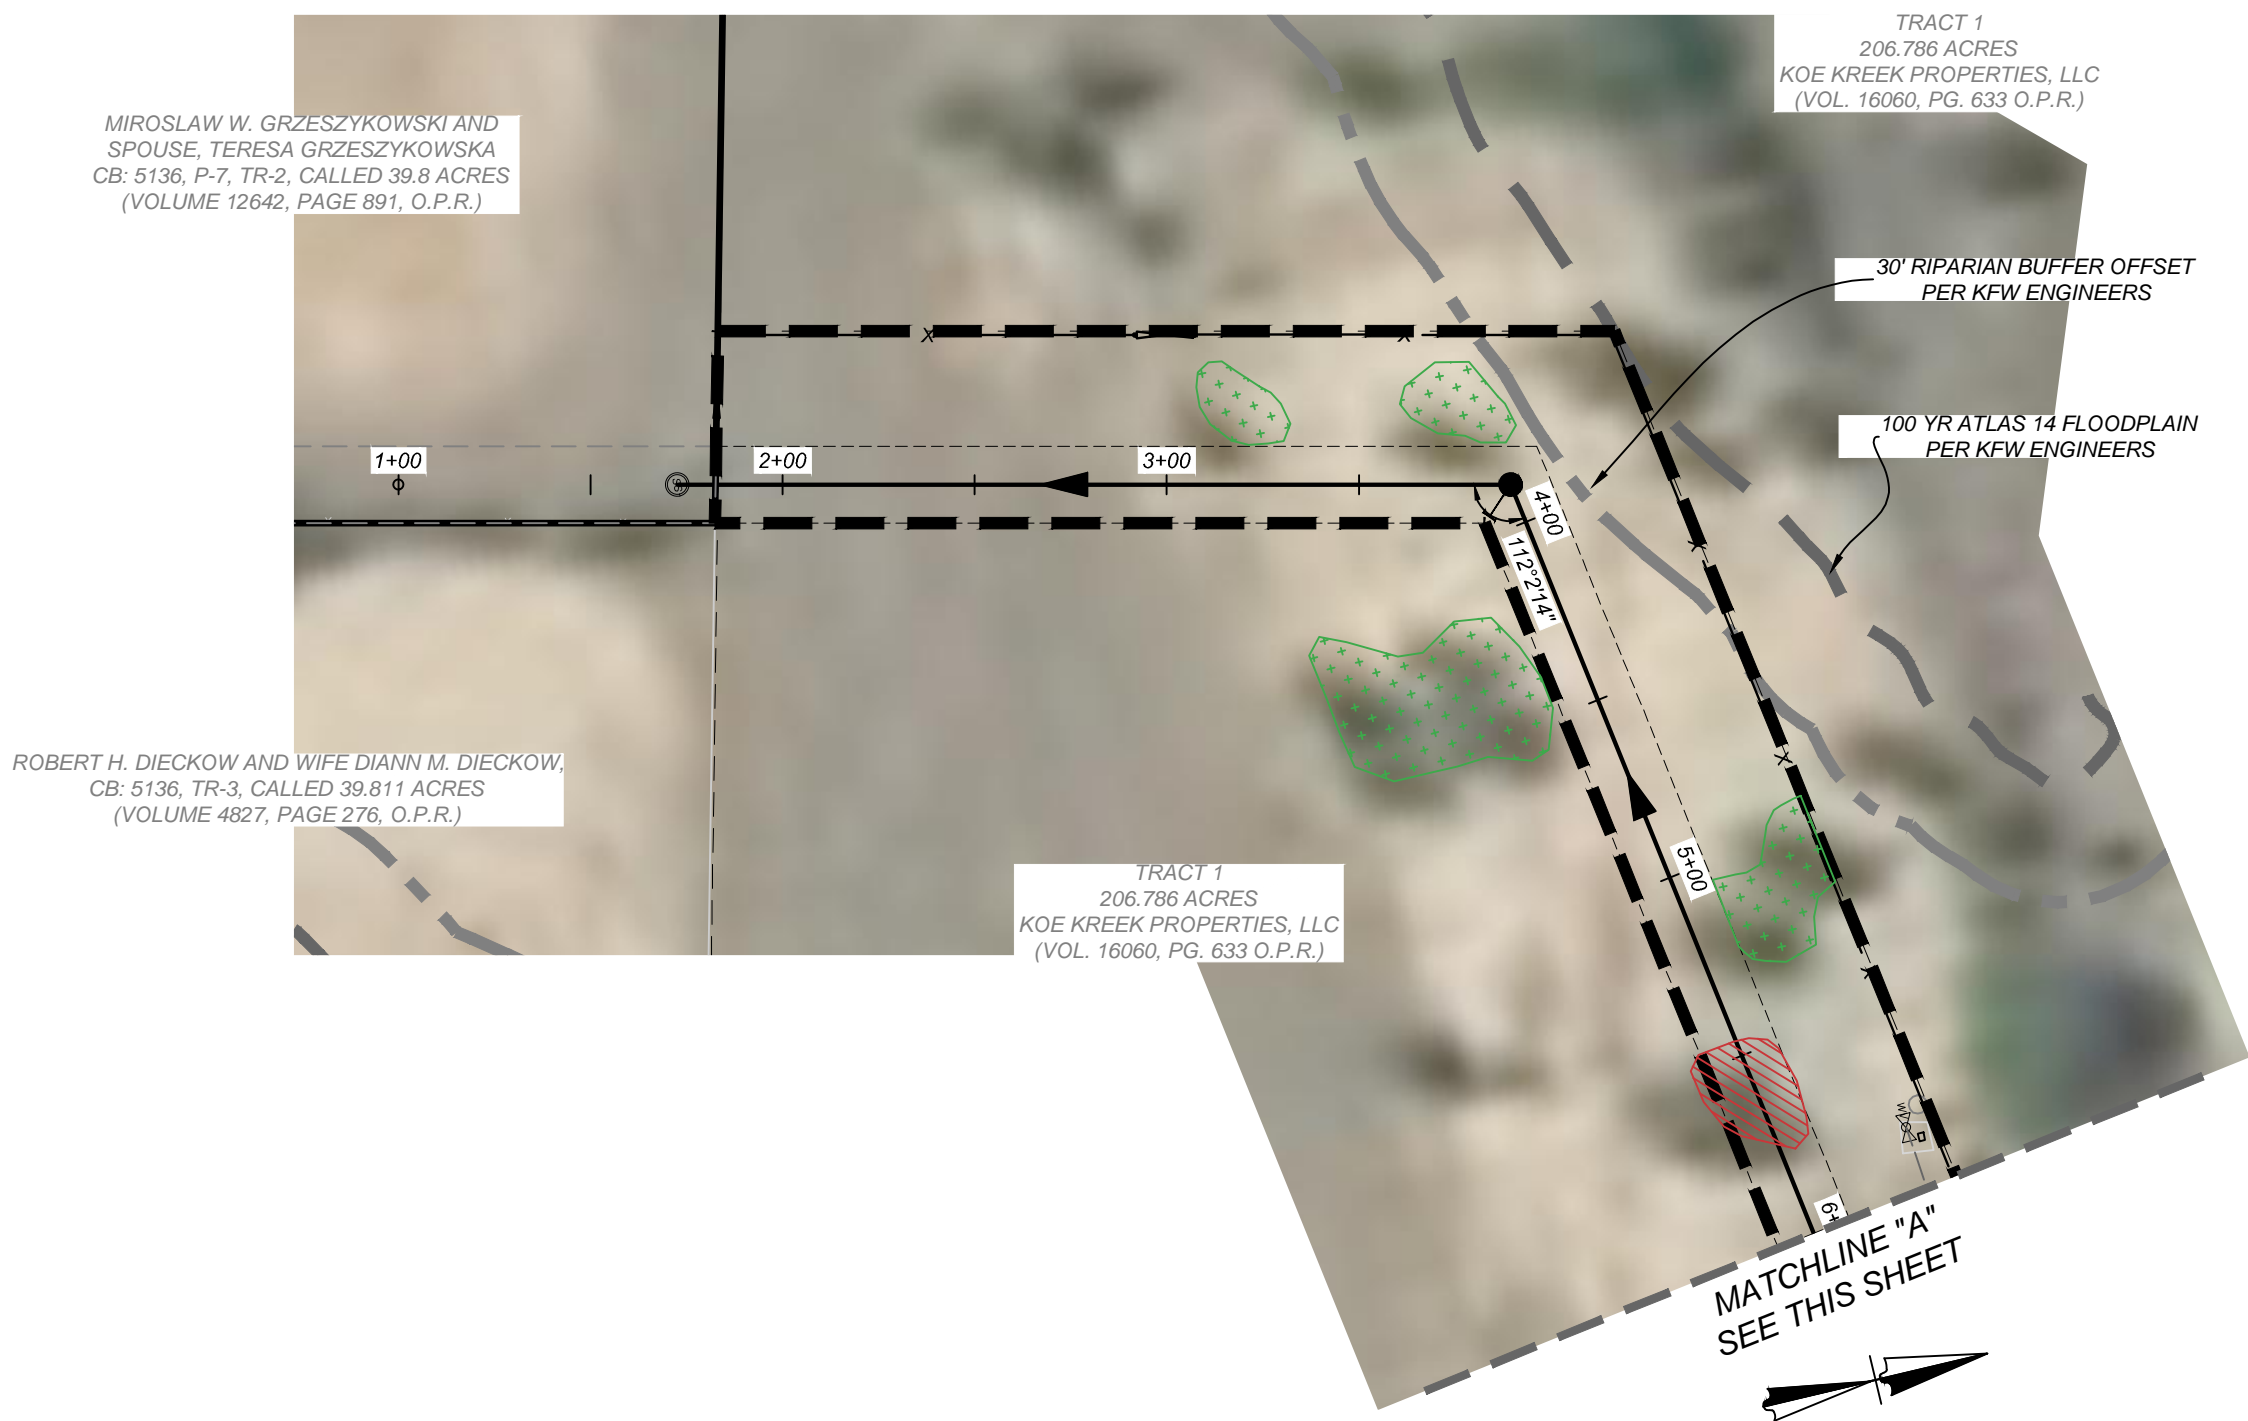 TRACT 1
206.786 ACRES
KOE KREEK PROPERTIES, LLC
(VOL. 16060, PG. 633 O.P.R.)
MIROSLAW W. GRZESZYKOWSKI AND
SPOUSE, TERESA GRZESZYKOWSKA
CB: 5136, P-7, TR-2, CALLED 39.8 ACRES
(VOLUME 12642, PAGE 891, O.P.R.)
30' RIPARIAN BUFFER OFFSET
PER KFW ENGINEERS
X
X
100 YR ATLAS 14 FLOODPLAIN
PER KFW ENGINEERS
1+00
2+00
3+00
4+00
SS
112°2'14"
X
X
ROBERT H. DIECKOW AND WIFE DIANN M. DIECKOW,
CB: 5136, TR-3, CALLED 39.811 ACRES
(VOLUME 4827, PAGE 276, O.P.R.)
5+00
TRACT 1
206.786 ACRES
KOE KREEK PROPERTIES, LLC
(VOL. 16060, PG. 633 O.P.R.)
X
6+
MATCHLINE "A"
SEE THIS SHEET